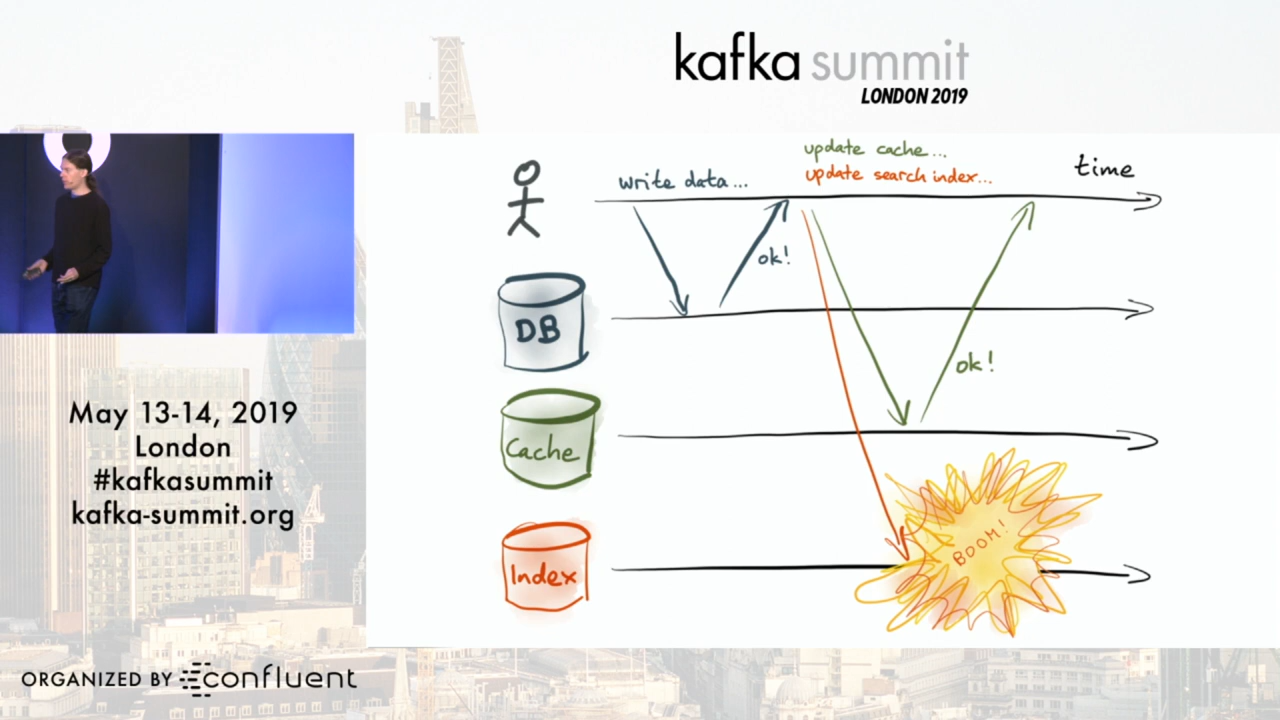 kafka summit
LONDON 2019
update cache...
update search index...
time
write data...
ok!
DB
ok!
Cache
BOOM!
Index
May 13-14, 2019
London
#kafkasummit
kafka-summit.org
ORGANIZED BY confluent